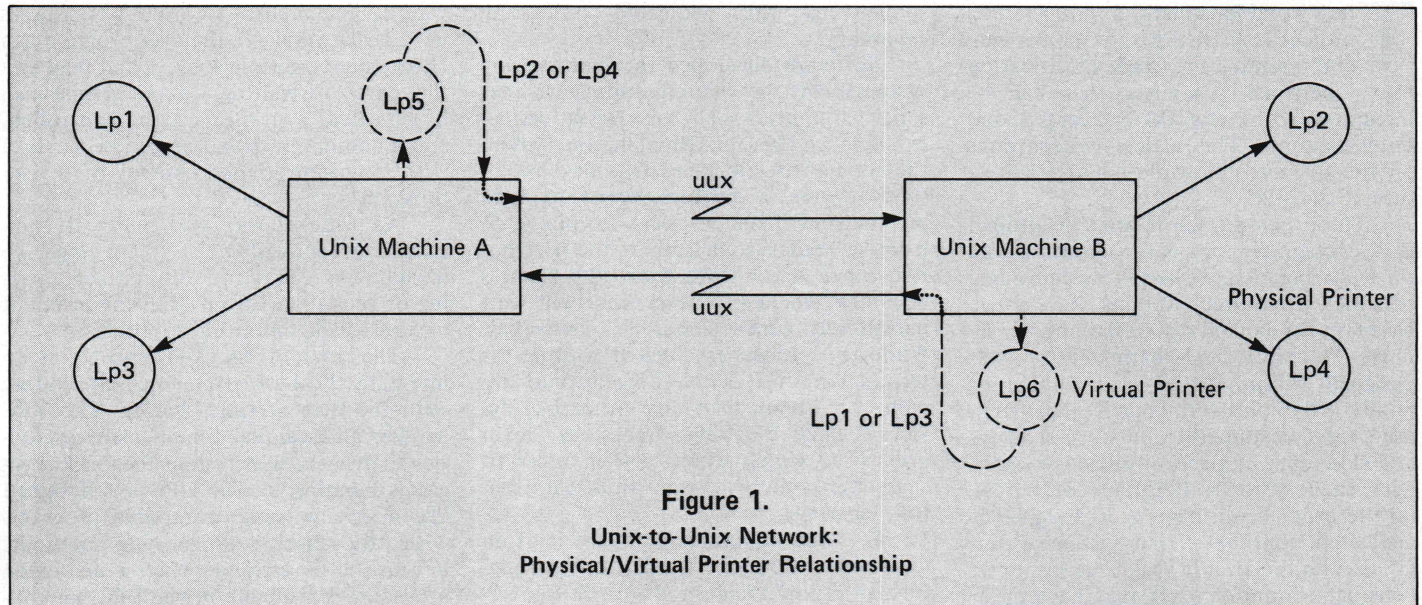 Lp2 or Lp4
Lp5
Lp1
Lp2
uux
Unix Machine A
Unix Machine B
uux
Physical Printer
Lp3
Lp4
Lp6
Virtual Printer
Lp1 or Lp3
Figure 1.
Unix-to-Unix Network:
Physical/Virtual Printer Relationship